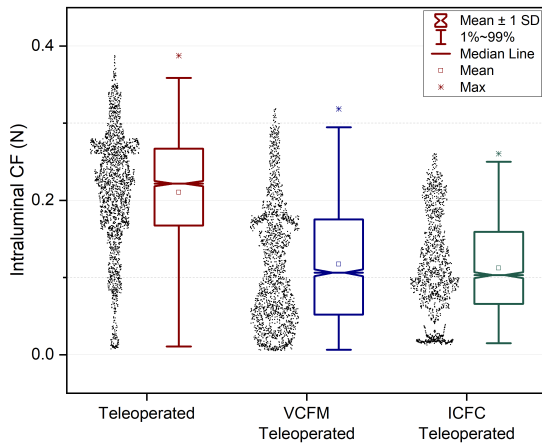 Mean ± 1 SD
1%~99%
Median Line
Mean
Max
0.4
0.2
0.0
Intraluminal CF (N)
Teleoperated
VCFM
Teleoperated
ICFC
Teleoperated